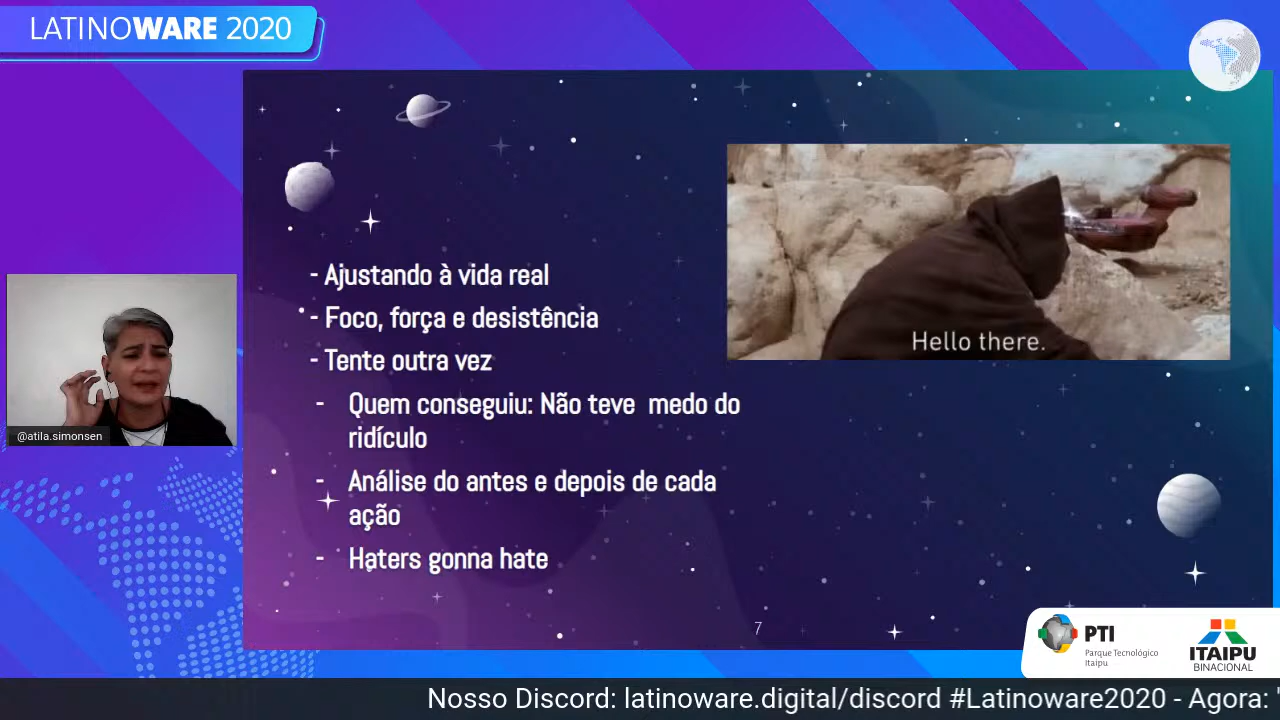 LATINOWARE 2020
Hello there.
- Ajustando à vida real
- Foco, força e desistência
- Tente outra vez
- Quem conseguiu: Não teve medo do
ridículo
- Análise do antes e depois de cada
ação
- Haters gonna hate
@atila.simonsen
7
PTI
Parque Tecnológico
Itaipu
ITAIPU
BINACIONAL
Nosso Discord: latinoware.digital/discord #Latinoware2020 - Agora: "